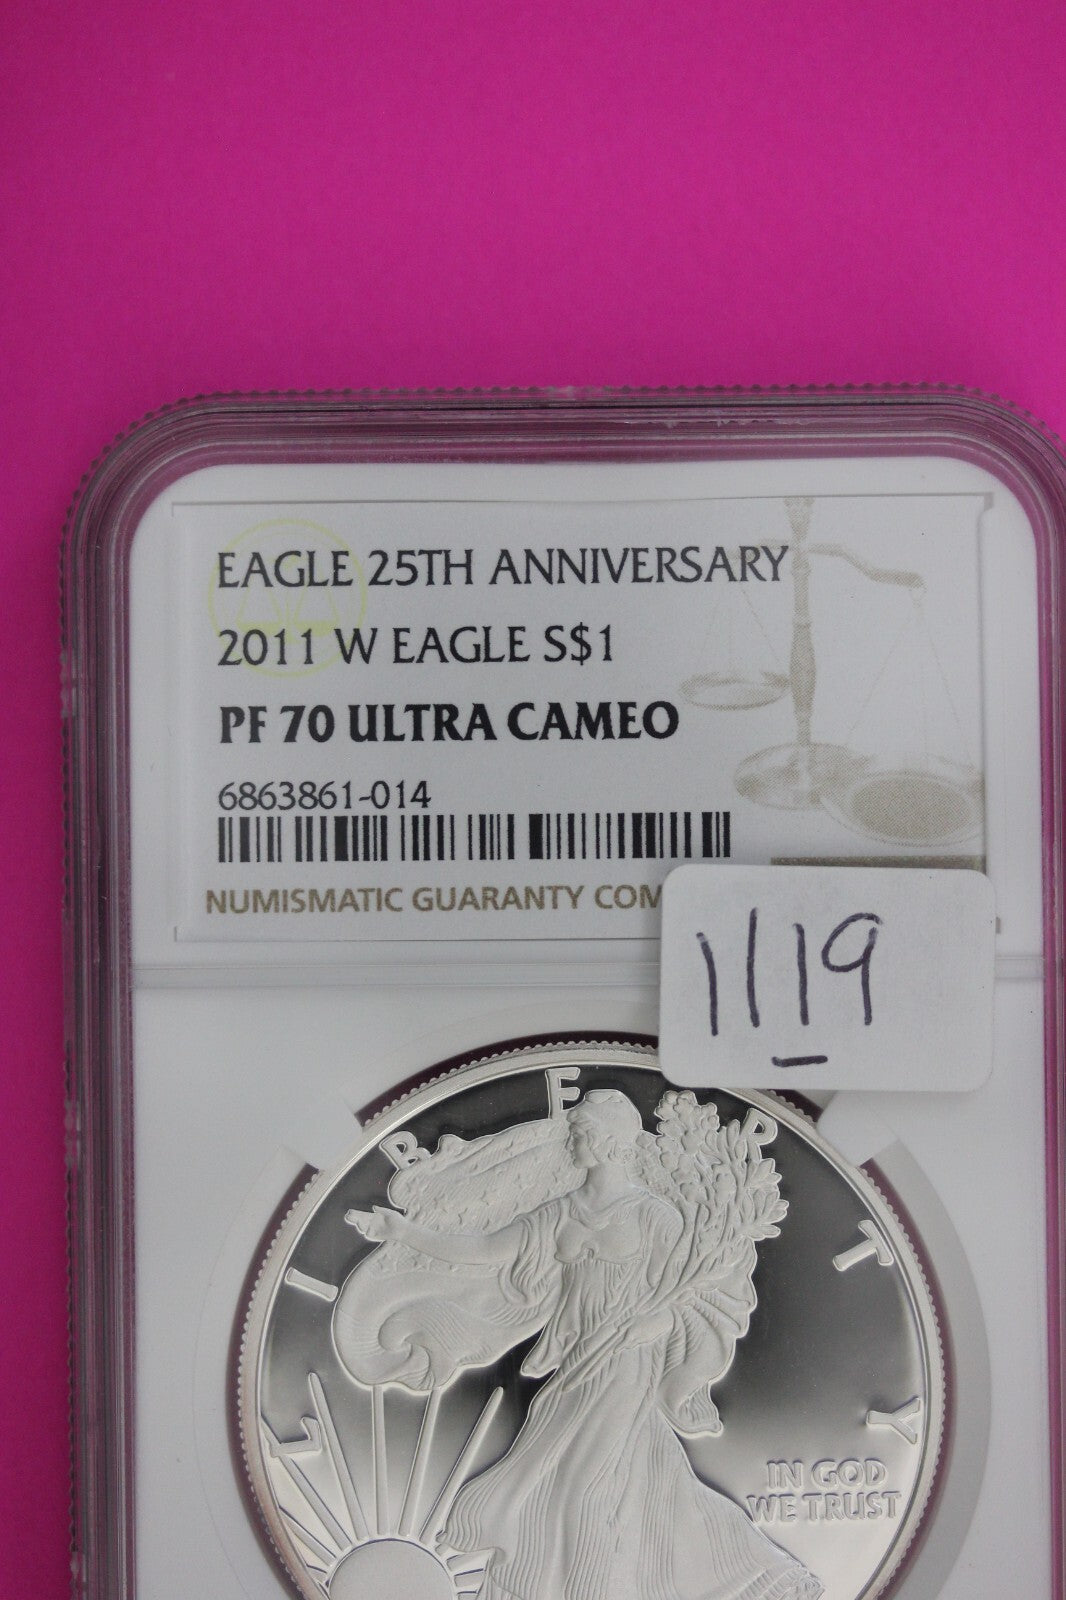 EAGLE 25TH ANNIVERSARY
2011 W EAGLE S$1
PF 70 ULTRA CAMEO
6863861-014
NUMISMATIC GUARANTY COM
1119
LIBERTY
IN GOD
WE TRUST